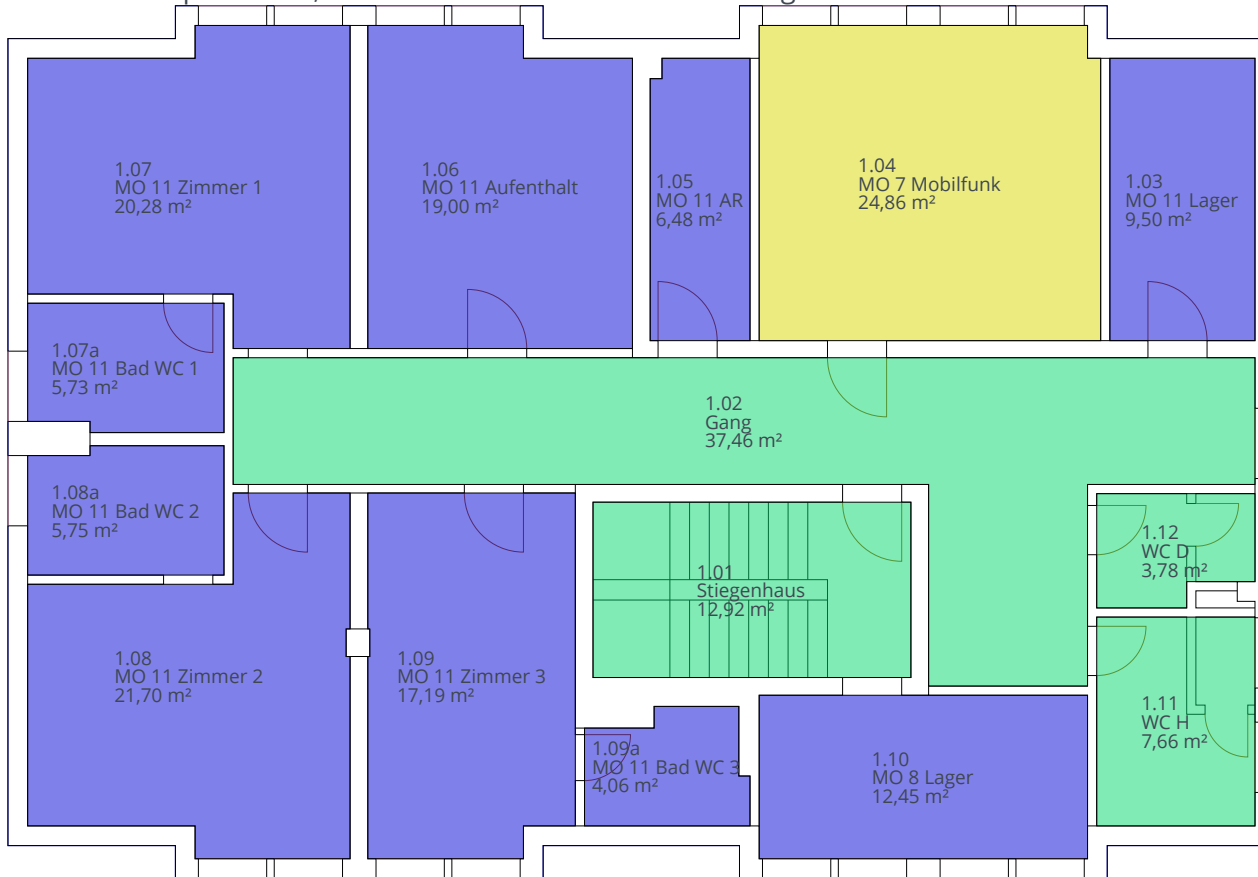 1.07
MO 11 Zimmer 1
20,28 m²
1.06
MO 11 Aufenthalt
19,00 m²
1.05
MO 11 AR
6,48 m²
1.04
MO 7 Mobilfunk
24,86 m²
1.03
MO 11 Lager
9,50 m²
1.07a
MO 11 Bad WC 1
5,73 m²
1.02
Gang
37,46 m²
1.08a
MO 11 Bad WC 2
5,75 m²
1.12
WC D
3,78 m²
1.01
Stiegenhaus
12,92 m²
1.08
MO 11 Zimmer 2
21,70 m²
1.09
MO 11 Zimmer 3
17,19 m²
1.11
WC H
7,66 m²
1.09a
MO 11 Bad WC 3
4,06 m²
1.10
MO 8 Lager
12,45 m²